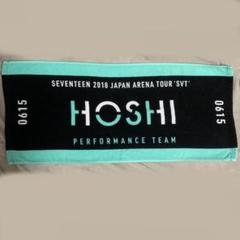 SEVENTEEN 2018 JAPAN ARENA TOUR 'SVT'
0615
HOSHI
0615
PERFORMANCE TEAM